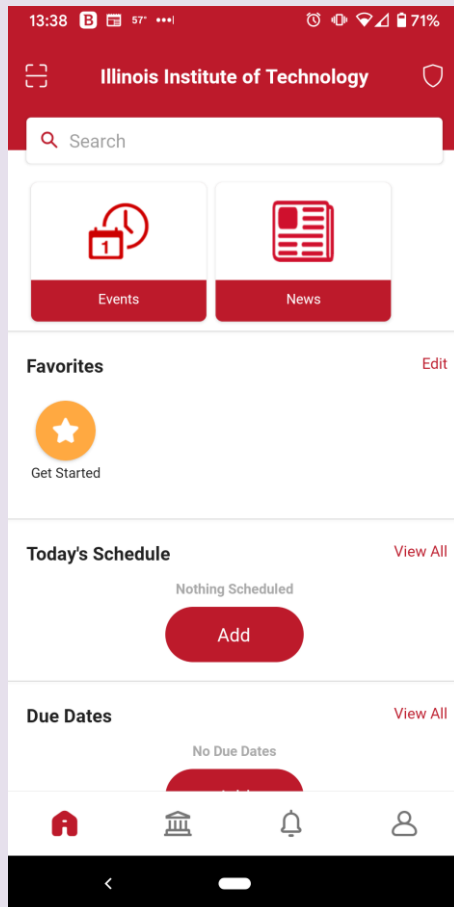 13:38 B 57° 71%
Illinois Institute of Technology
Search
1
Events News
Favorites Edit
Get Started
Today's Schedule View All
Nothing Scheduled
Add
Due Dates View All
No Due Dates